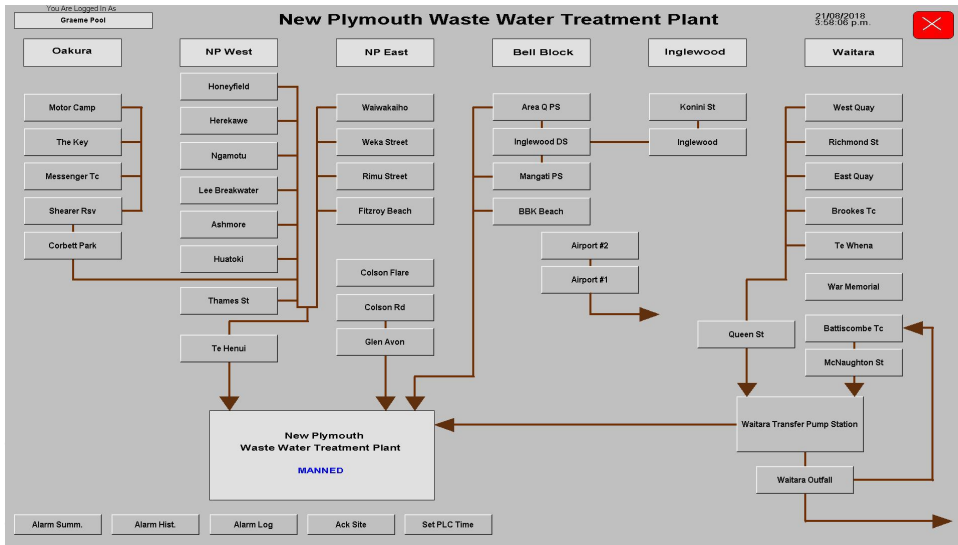 You Are Logged In As
Graeme Pool
New Plymouth Waste Water Treatment Plant
21/08/2018
3:58:06 p.m.
Oakura
NP West
NP East
Bell Block
Inglewood
Waitara
Honeyfield
Motor Camp
Waiwakaiho
Area Q PS
Konini St
West Quay
Herekawe
The Key
Weka Street
Inglewood DS
Inglewood
Richmond St
Ngamotu
Messenger Tc
Rimu Street
Mangati PS
East Quay
Lee Breakwater
Shearer Rsv
Fitzroy Beach
BBK Beach
Brookes Tc
Ashmore
Corbett Park
Airport #2
Te Whena
Huatoki
Colson Flare
Airport #1
War Memorial
Thames St
Colson Rd
Queen St
Battiscombe Tc
Te Henui
Glen Avon
McNaughton St
New Plymouth
Waste Water Treatment Plant
MANNED
Waitara Transfer Pump Station
Waitara Outfall
Alarm Summ.
Alarm Hist.
Alarm Log
Ack Site
Set PLC Time